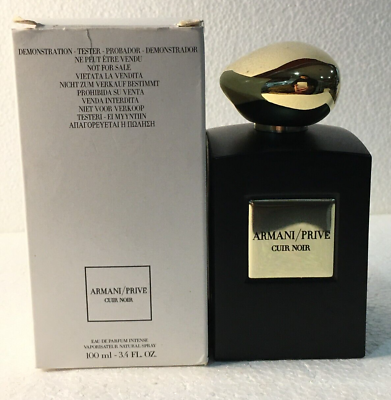 DEMONSTRATION - TESTER - PROBADOR - DEMONSTRADOR
NE PEUT ÊTRE VENDU
NOT FOR SALE
VIETATA LA VENDITA
NICHT ZUM VERKAUF BESTIMMT
PROHIBIDA SU VENTA
VENDA INTERDITA
NIET VOOR VERKOOP
TESTERI - EI MYYNTIIN
ΑΠΑΓΟΡΕΥΕΤΑΙ Η ΠΩΛΗΣΗ
ARMANI/PRIVE
CUIR NOIR
EAU DE PARFUM INTENSE
VAPORISATEUR NATURAL SPRAY
100 ml - 3.4 FL. OZ.
ARMANI/PRIVE
CUIR NOIR